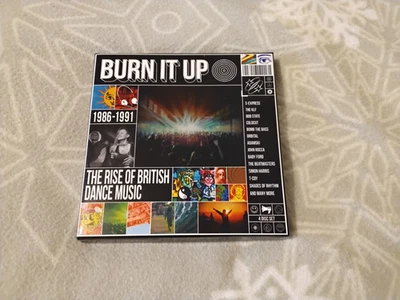 BURN IT UP
1986-1991
S-EXPRESS
THE KLF
808 STATE
COLDCUT
BOMB THE BASS
ORBITAL
ADAMSKI
JOHN ROCCA
BABY FORD
THE BEATMASTERS
SIMON HARRIS
T-COY
SHADES OF RHYTHM
AND MANY MORE
THE RISE OF BRITISH
DANCE MUSIC
4 DISC SET